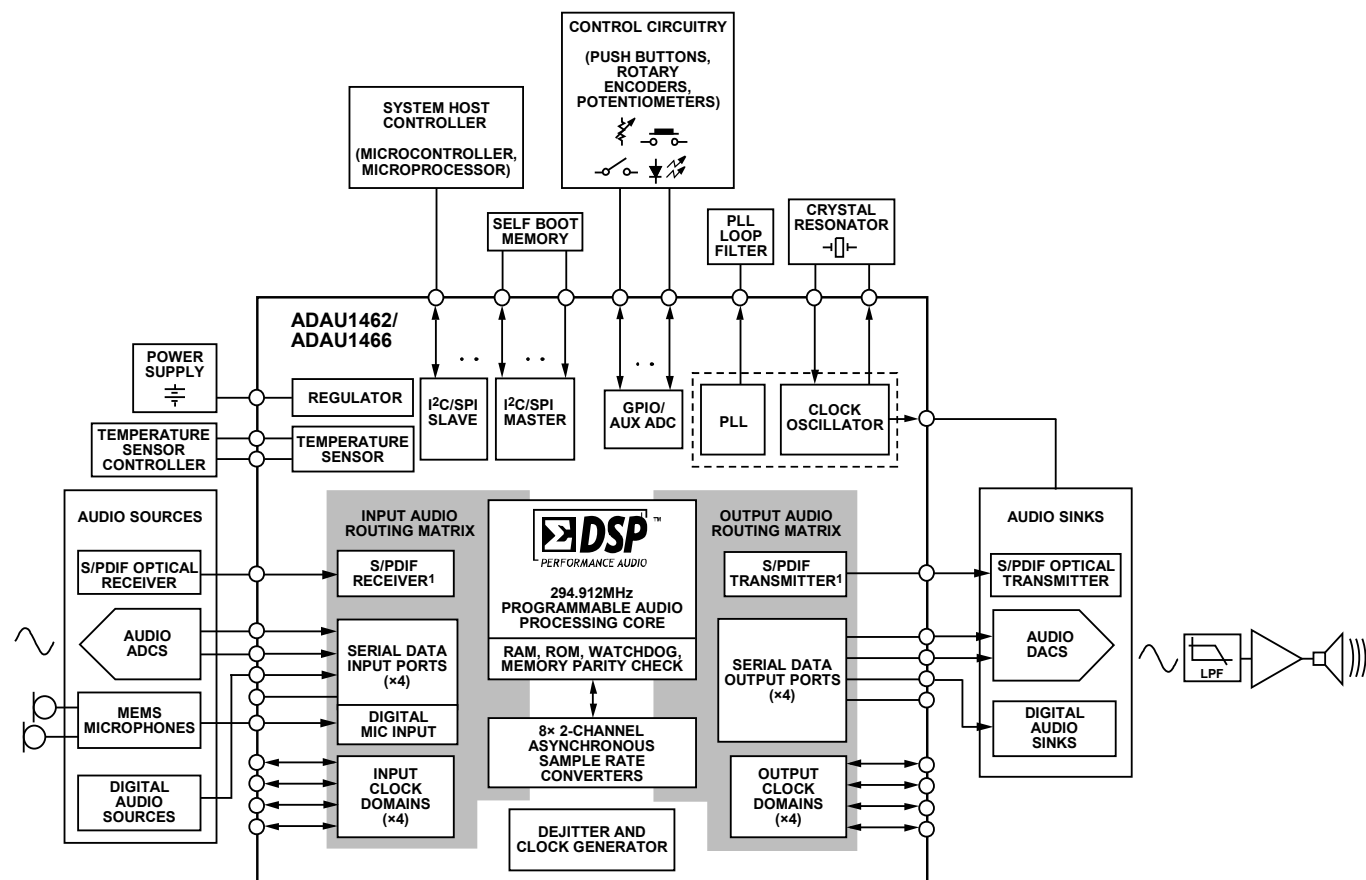 CONTROL CIRCUITRY
(PUSH BUTTONS,
ROTARY
ENCODERS,
POTENTIOMETERS)
SYSTEM HOST
CONTROLLER
(MICROCONTROLLER,
MICROPROCESSOR)
SELF BOOT
MEMORY
PLL
LOOP
FILTER
CRYSTAL
RESONATOR
ADAU1462/
ADAU1466
POWER
SUPPLY
REGULATOR
I²C/SPI
SLAVE
I²C/SPI
MASTER
GPIO/
AUX ADC
PLL
CLOCK
OSCILLATOR
TEMPERATURE
SENSOR
CONTROLLER
TEMPERATURE
SENSOR
AUDIO SOURCES
INPUT AUDIO
ROUTING MATRIX
ΣDSP™
PERFORMANCE AUDIO
OUTPUT AUDIO
ROUTING MATRIX
AUDIO SINKS
S/PDIF OPTICAL
RECEIVER
S/PDIF
RECEIVER¹
294.912MHz
PROGRAMMABLE AUDIO
PROCESSING CORE
S/PDIF
TRANSMITTER¹
S/PDIF OPTICAL
TRANSMITTER
AUDIO
ADCS
SERIAL DATA
INPUT PORTS
(×4)
RAM, ROM, WATCHDOG,
MEMORY PARITY CHECK
SERIAL DATA
OUTPUT PORTS
(×4)
AUDIO
DACS
LPF
MEMS
MICROPHONES
DIGITAL
MIC INPUT
8× 2-CHANNEL
ASYNCHRONOUS
SAMPLE RATE
CONVERTERS
DIGITAL
AUDIO
SINKS
DIGITAL
AUDIO
SOURCES
INPUT
CLOCK
DOMAINS
(×4)
OUTPUT
CLOCK
DOMAINS
(×4)
DEJITTER AND
CLOCK GENERATOR